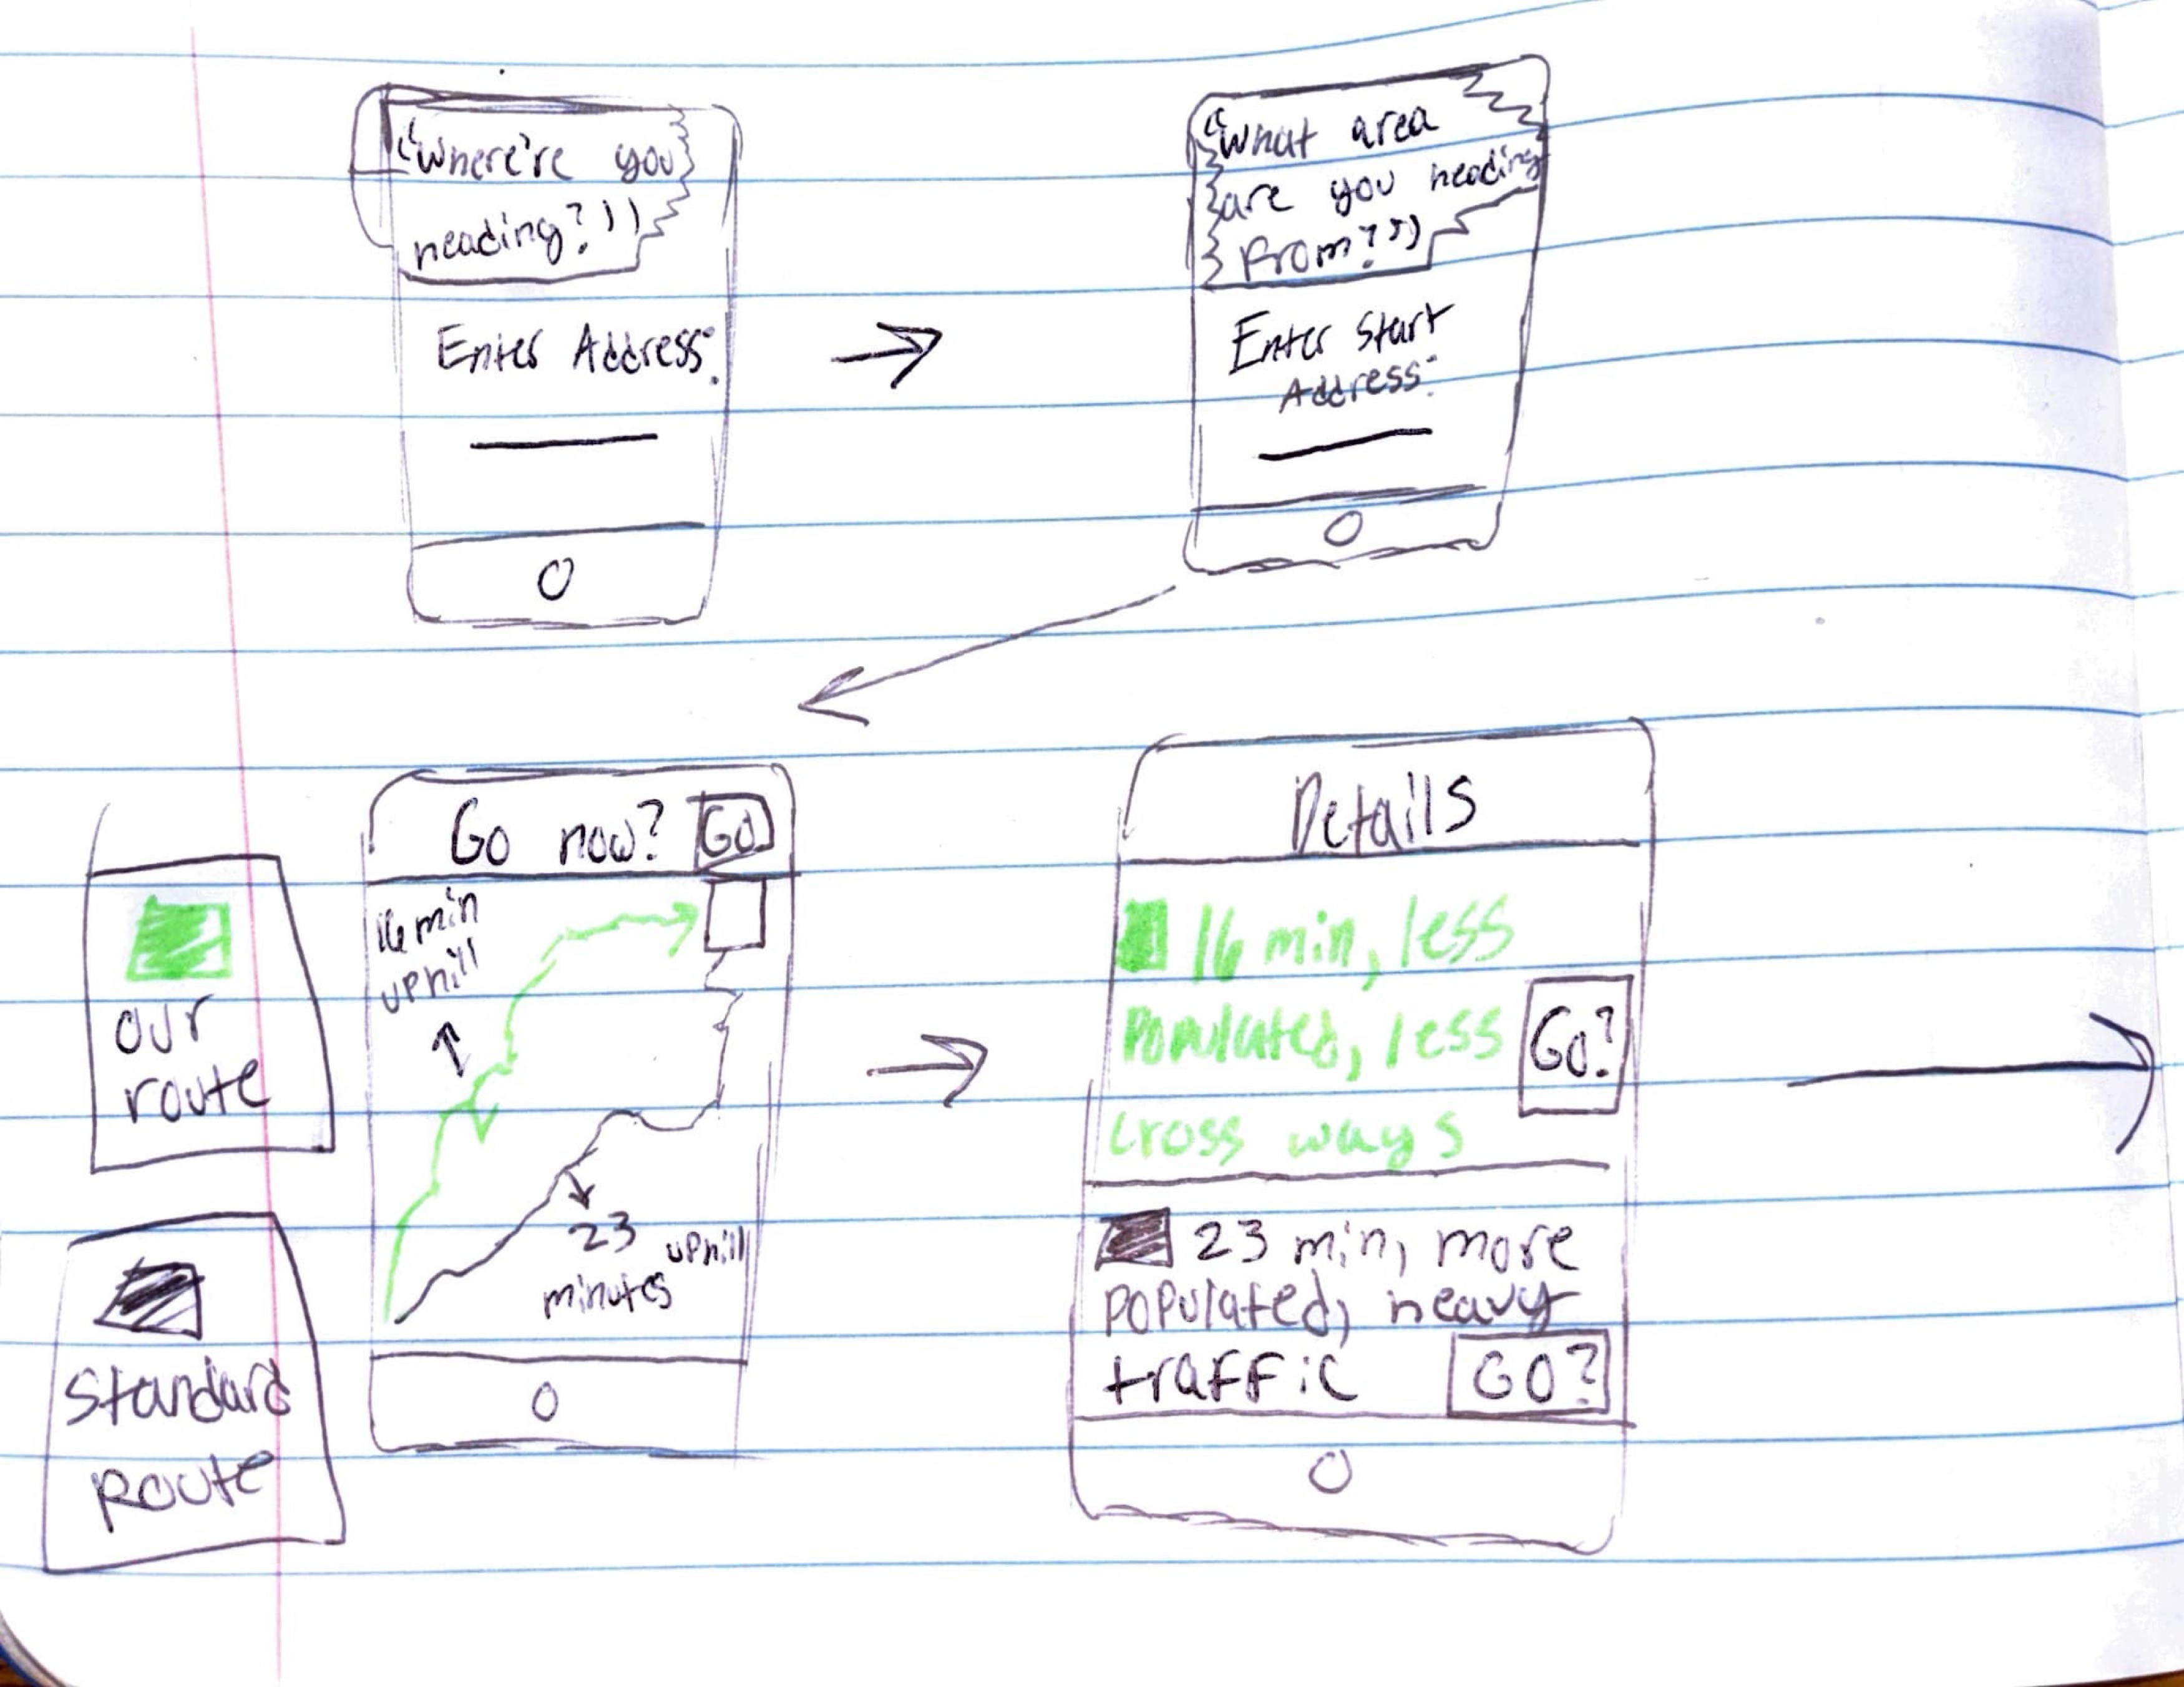 "Where're you
heading?"
Enter Address:
"What area
are you heading
from?"
Enter Start
Address:
Go now? GO
16 min
uphill
23 uphill
minutes
our
route
Standard
Route
Details
16 min, less
Populated, less
Go?
cross ways
23 min, more
populated, heavy
traffic GO?